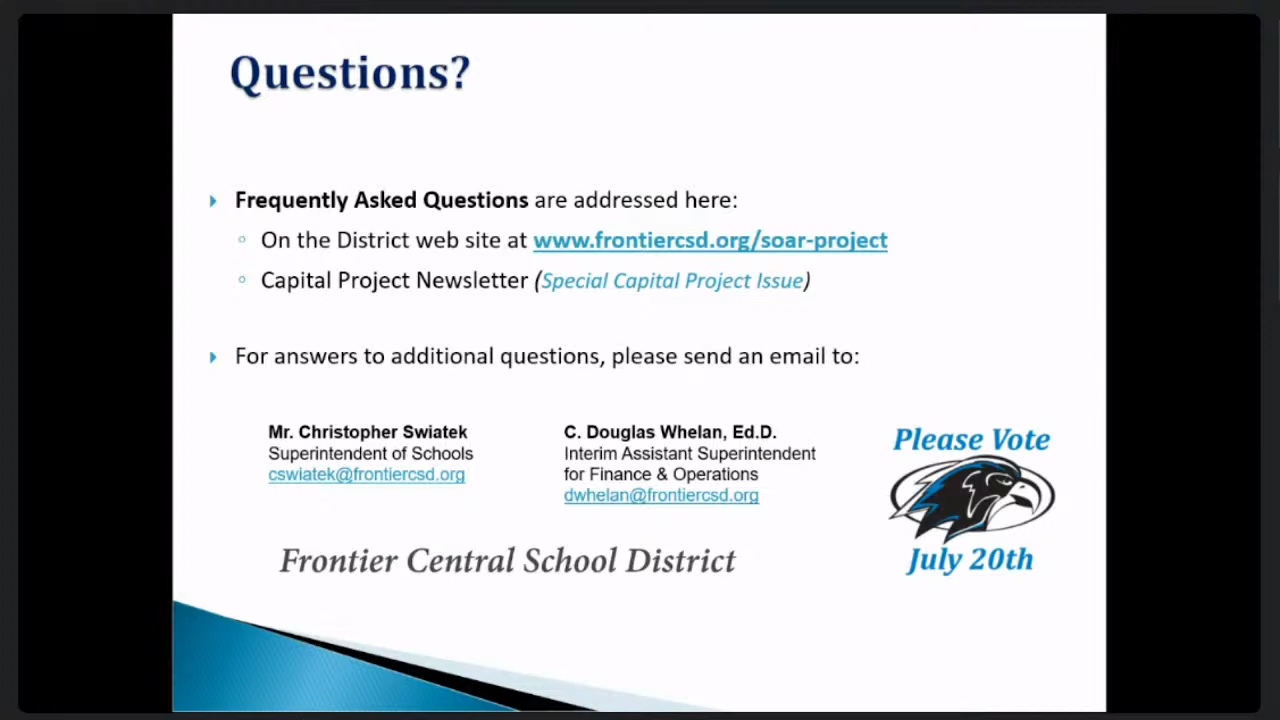 Questions?
Frequently Asked Questions are addressed here:
On the District web site at www.frontiercsd.org/soar-project
Capital Project Newsletter (Special Capital Project Issue)
For answers to additional questions, please send an email to:
Mr. Christopher Swiatek
Superintendent of Schools
cswiatek@frontiercsd.org
C. Douglas Whelan, Ed.D.
Interim Assistant Superintendent
for Finance & Operations
dwhelan@frontiercsd.org
Please Vote
July 20th
Frontier Central School District